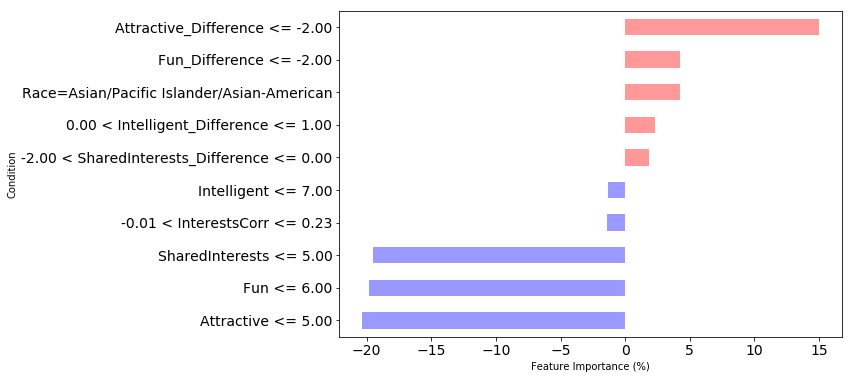 Attractive_Difference <= -2.00
Fun_Difference <= -2.00
Race=Asian/Pacific Islander/Asian-American
0.00 < Intelligent_Difference <= 1.00
-2.00 < SharedInterests_Difference <= 0.00
Intelligent <= 7.00
-0.01 < InterestsCorr <= 0.23
SharedInterests <= 5.00
Fun <= 6.00
Attractive <= 5.00
Condition
−20 −15 −10 −5 0 5 10 15
Feature Importance (%)